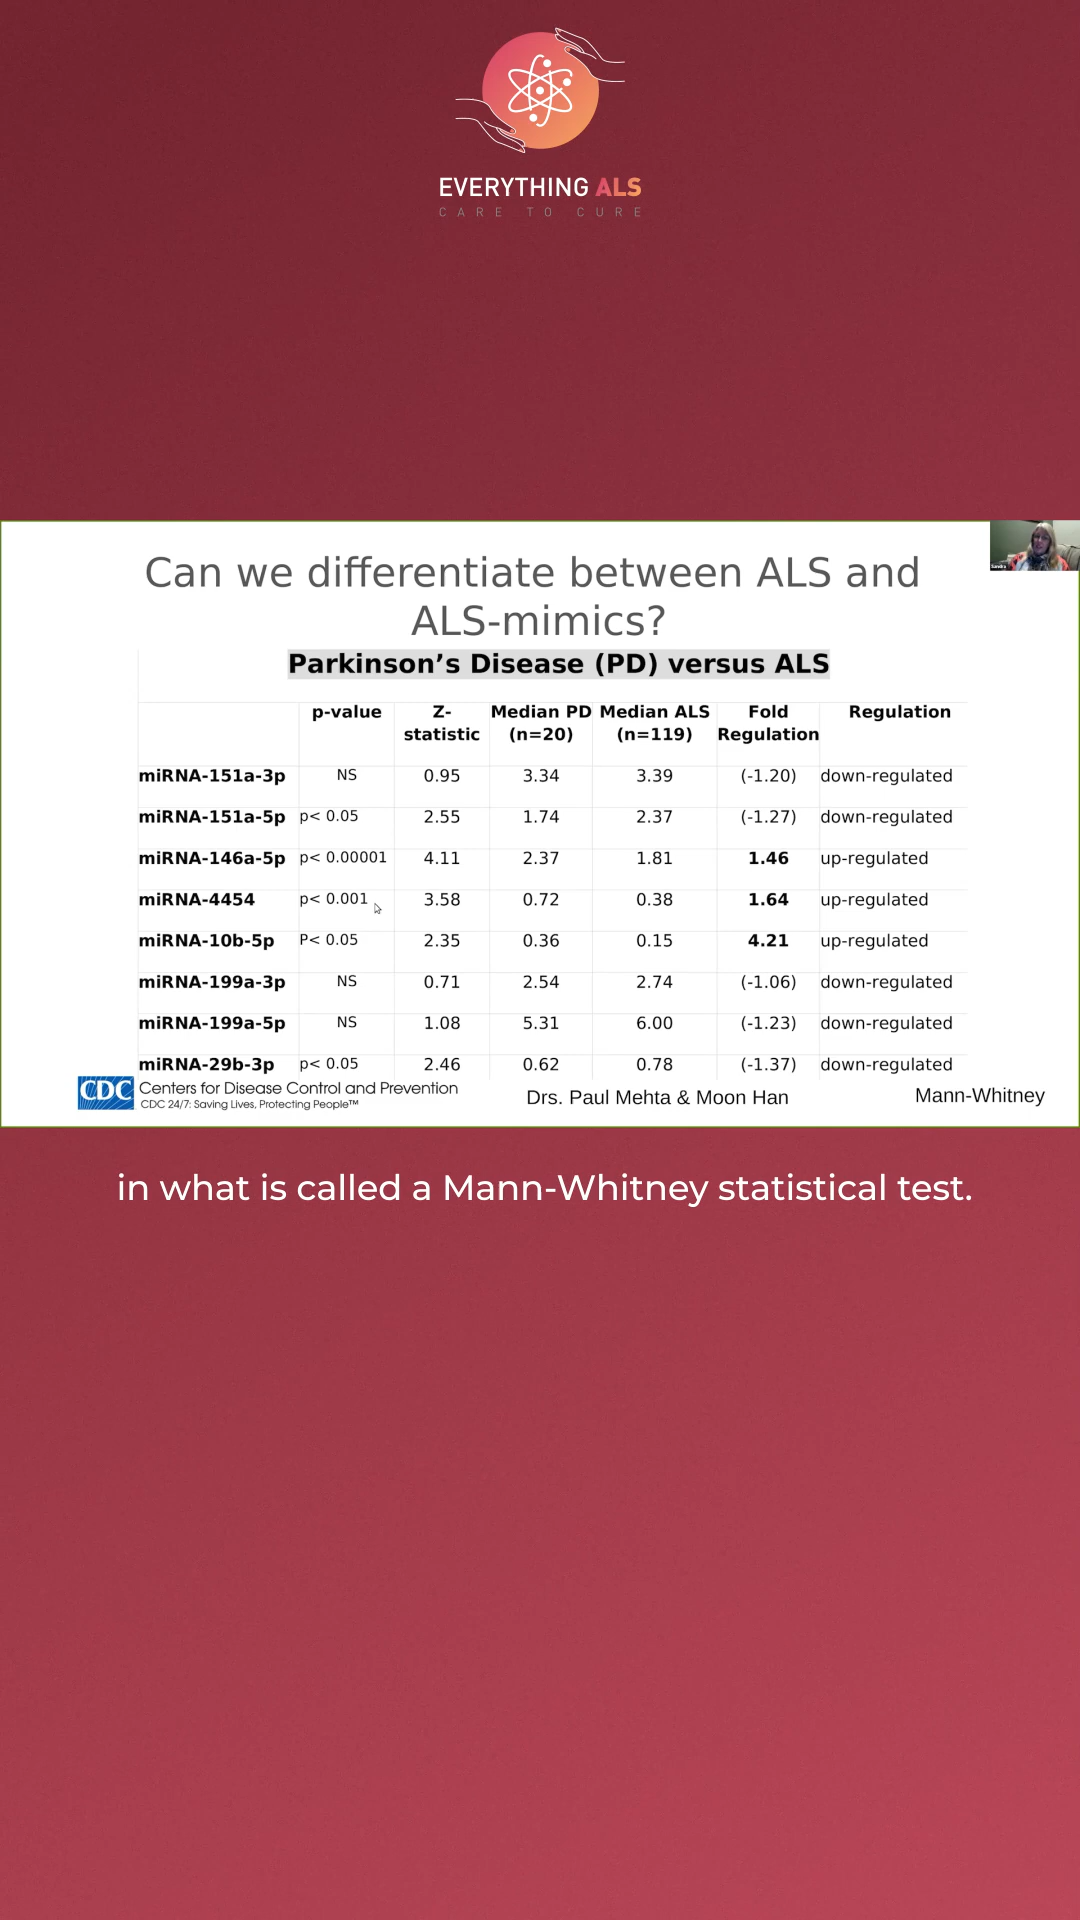 EVERYTHING ALS
CARE TO CURE
Can we differentiate between ALS and
ALS-mimics?
Parkinson’s Disease (PD) versus ALS
p-value Z-statistic Median PD (n=20) Median ALS (n=119) Fold Regulation Regulation
miRNA-151a-3p NS 0.95 3.34 3.39 (-1.20) down-regulated
miRNA-151a-5p p< 0.05 2.55 1.74 2.37 (-1.27) down-regulated
miRNA-146a-5p p< 0.00001 4.11 2.37 1.81 1.46 up-regulated
miRNA-4454 p< 0.001 3.58 0.72 0.38 1.64 up-regulated
miRNA-10b-5p P< 0.05 2.35 0.36 0.15 4.21 up-regulated
miRNA-199a-3p NS 0.71 2.54 2.74 (-1.06) down-regulated
miRNA-199a-5p NS 1.08 5.31 6.00 (-1.23) down-regulated
miRNA-29b-3p p< 0.05 2.46 0.62 0.78 (-1.37) down-regulated
CDC Centers for Disease Control and Prevention
CDC 24/7: Saving Lives, Protecting People™
Drs. Paul Mehta & Moon Han
Mann-Whitney
in what is called a Mann-Whitney statistical test.